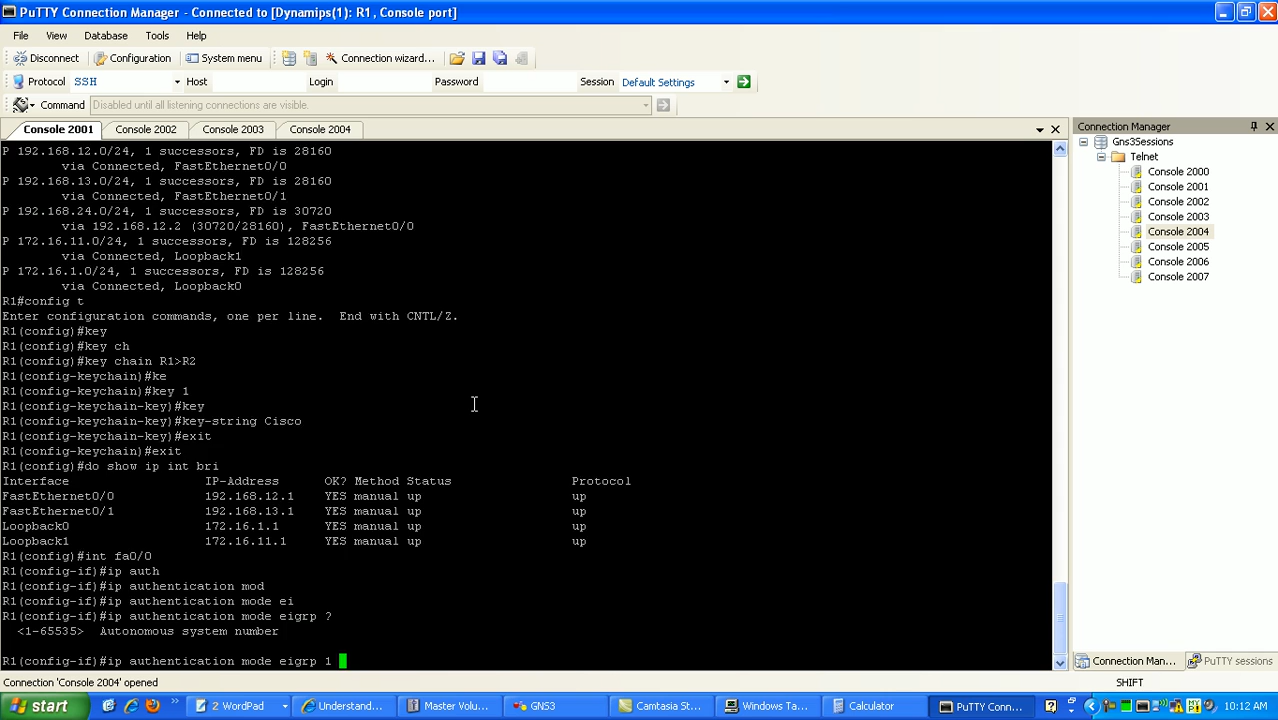 PuTTY Connection Manager - Connected to [Dynamips(1): R1 , Console port]
File View Database Tools Help
Disconnect Configuration System menu Connection wizard...
Protocol SSH Host Login Password Session Default Settings
Command Disabled until all listening connections are visible.
Console 2001 Console 2002 Console 2003 Console 2004
P 192.168.12.0/24, 1 successors, FD is 28160
via Connected, FastEthernet0/0
P 192.168.13.0/24, 1 successors, FD is 28160
via Connected, FastEthernet0/1
P 192.168.24.0/24, 1 successors, FD is 30720
via 192.168.12.2 (30720/28160), FastEthernet0/0
P 172.16.11.0/24, 1 successors, FD is 128256
via Connected, Loopback1
P 172.16.1.0/24, 1 successors, FD is 128256
via Connected, Loopback0
R1#config t
Enter configuration commands, one per line.  End with CNTL/Z.
R1(config)#key
R1(config)#key ch
R1(config)#key chain R1>R2
R1(config-keychain)#ke
R1(config-keychain)#key 1
R1(config-keychain-key)#key
R1(config-keychain-key)#key-string Cisco
R1(config-keychain-key)#exit
R1(config-keychain)#exit
R1(config)#do show ip int bri
Interface IP-Address OK? Method Status Protocol
FastEthernet0/0 192.168.12.1 YES manual up up
FastEthernet0/1 192.168.13.1 YES manual up up
Loopback0 172.16.1.1 YES manual up up
Loopback1 172.16.11.1 YES manual up up
R1(config)#int fa0/0
R1(config-if)#ip auth
R1(config-if)#ip authentication mod
R1(config-if)#ip authentication mode ei
R1(config-if)#ip authentication mode eigrp ?
<1-65535> Autonomous system number
R1(config-if)#ip authentication mode eigrp 1
Connection Manager
Gns3Sessions
Telnet
Console 2000
Console 2001
Console 2002
Console 2003
Console 2004
Console 2005
Console 2006
Console 2007
Connection Man... PuTTY sessions
Connection 'Console 2004' opened SHIFT
start 2 WordPad Understand... Master Volu... GNS3 Camtasia St... Windows Ta... Calculator PuTTY Conn... 10:12 AM